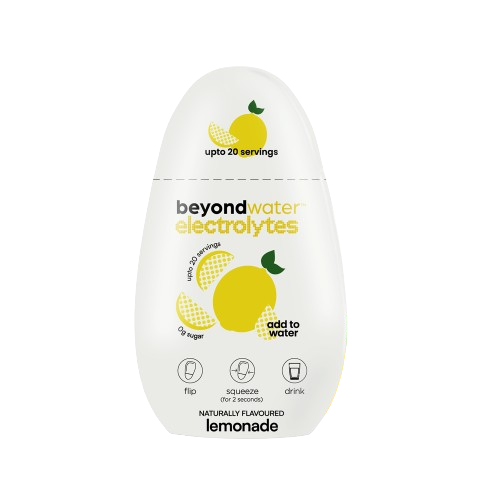 upto 20 servings
beyondwater™
electrolytes
upto 20 servings
0g sugar
add to
water
flip
squeeze
(for 2 seconds)
drink
NATURALLY FLAVOURED
lemonade